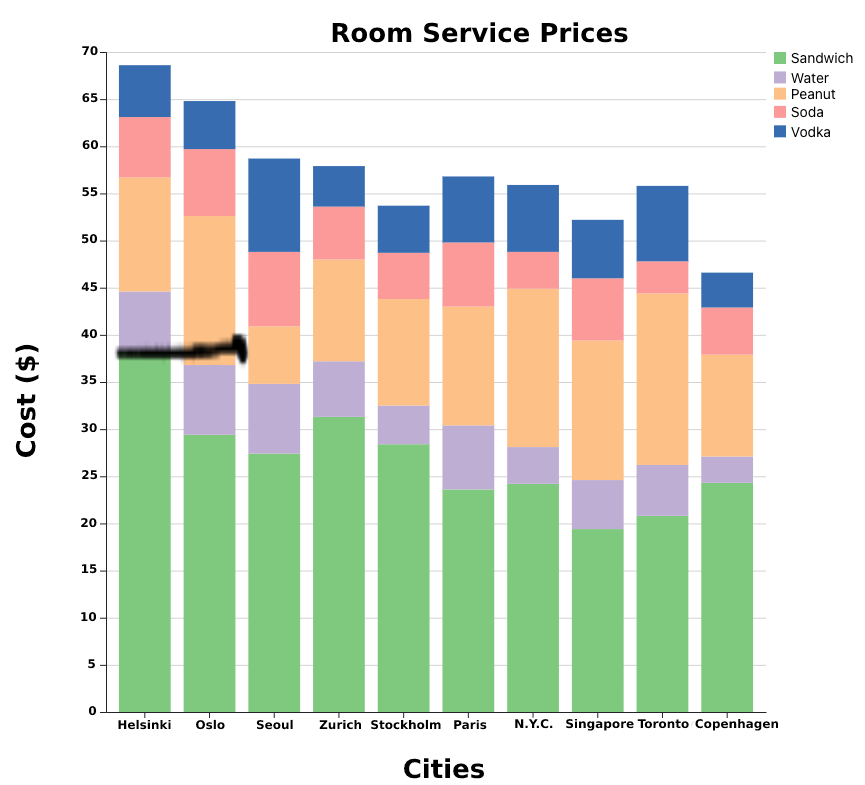 Room Service Prices
70
65
60
55
50
45
40
35
30
25
20
15
10
5
0
Cost ($)
Sandwich
Water
Peanut
Soda
Vodka
Helsinki Oslo Seoul Zurich Stockholm Paris N.Y.C. Singapore Toronto Copenhagen
Cities